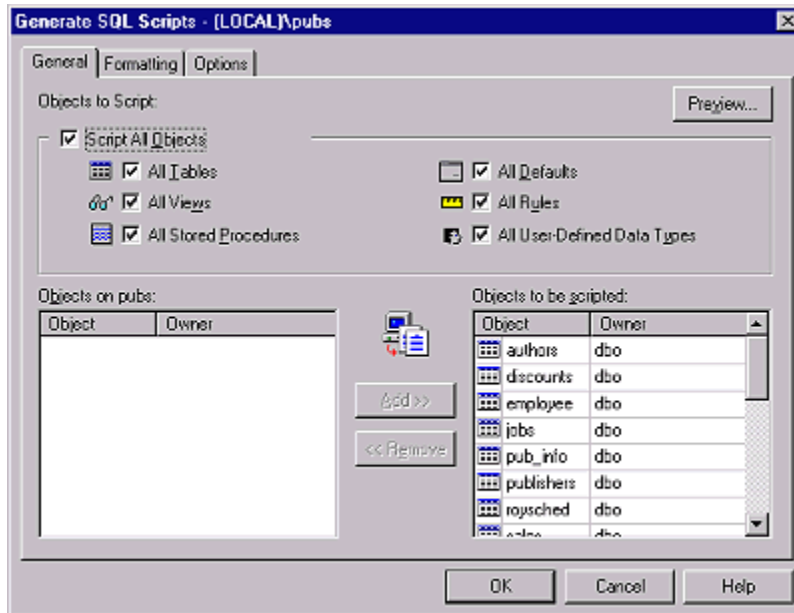 Generate SQL Scripts - (LOCAL)\pubs
General Formatting Options
Objects to Script:
Preview...
Script All Objects
All Tables All Defaults
All Views All Rules
All Stored Procedures All User-Defined Data Types
Objects on pubs: Objects to be scripted:
Object Owner Object Owner
authors dbo
discounts dbo
Add >> employee dbo
jobs dbo
<< Remove pub_info dbo
publishers dbo
roysched dbo
sales dbo
OK Cancel Help